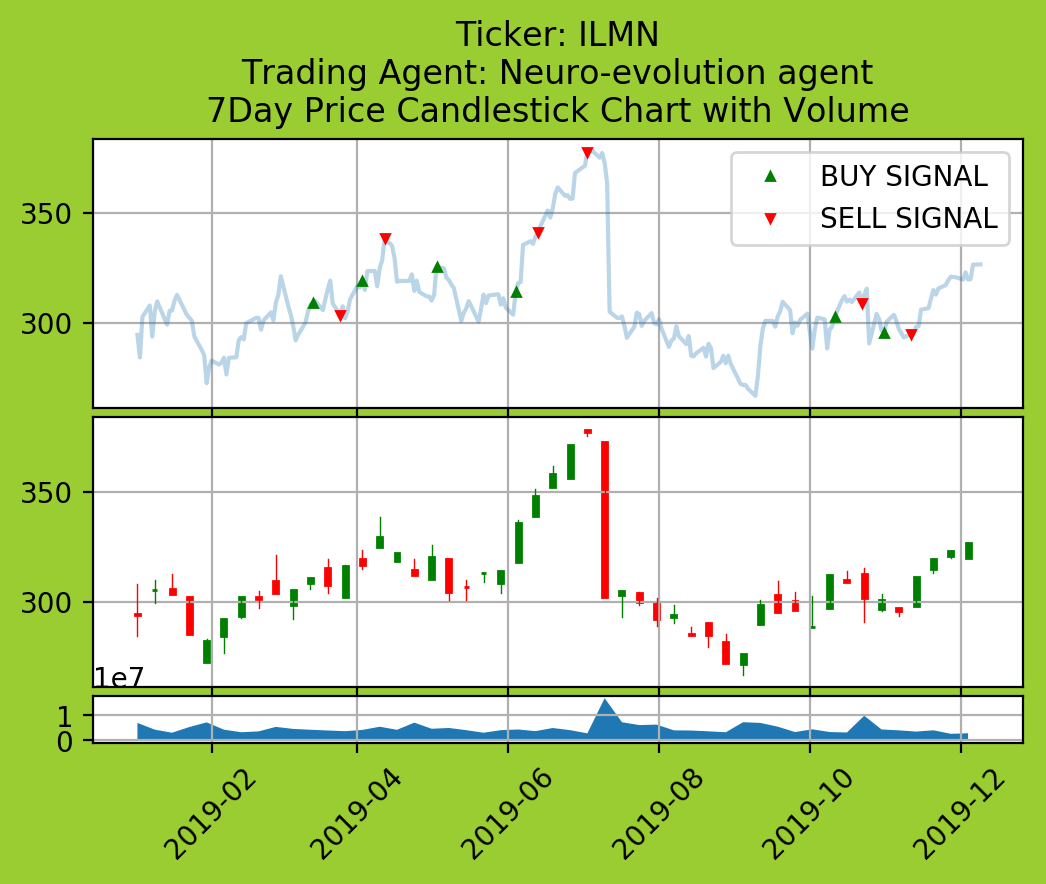 Ticker: ILMN
Trading Agent: Neuro-evolution agent
7Day Price Candlestick Chart with Volume
BUY SIGNAL
SELL SIGNAL
350
300
350
300
1e7
1
0
2019-02
2019-04
2019-06
2019-08
2019-10
2019-12